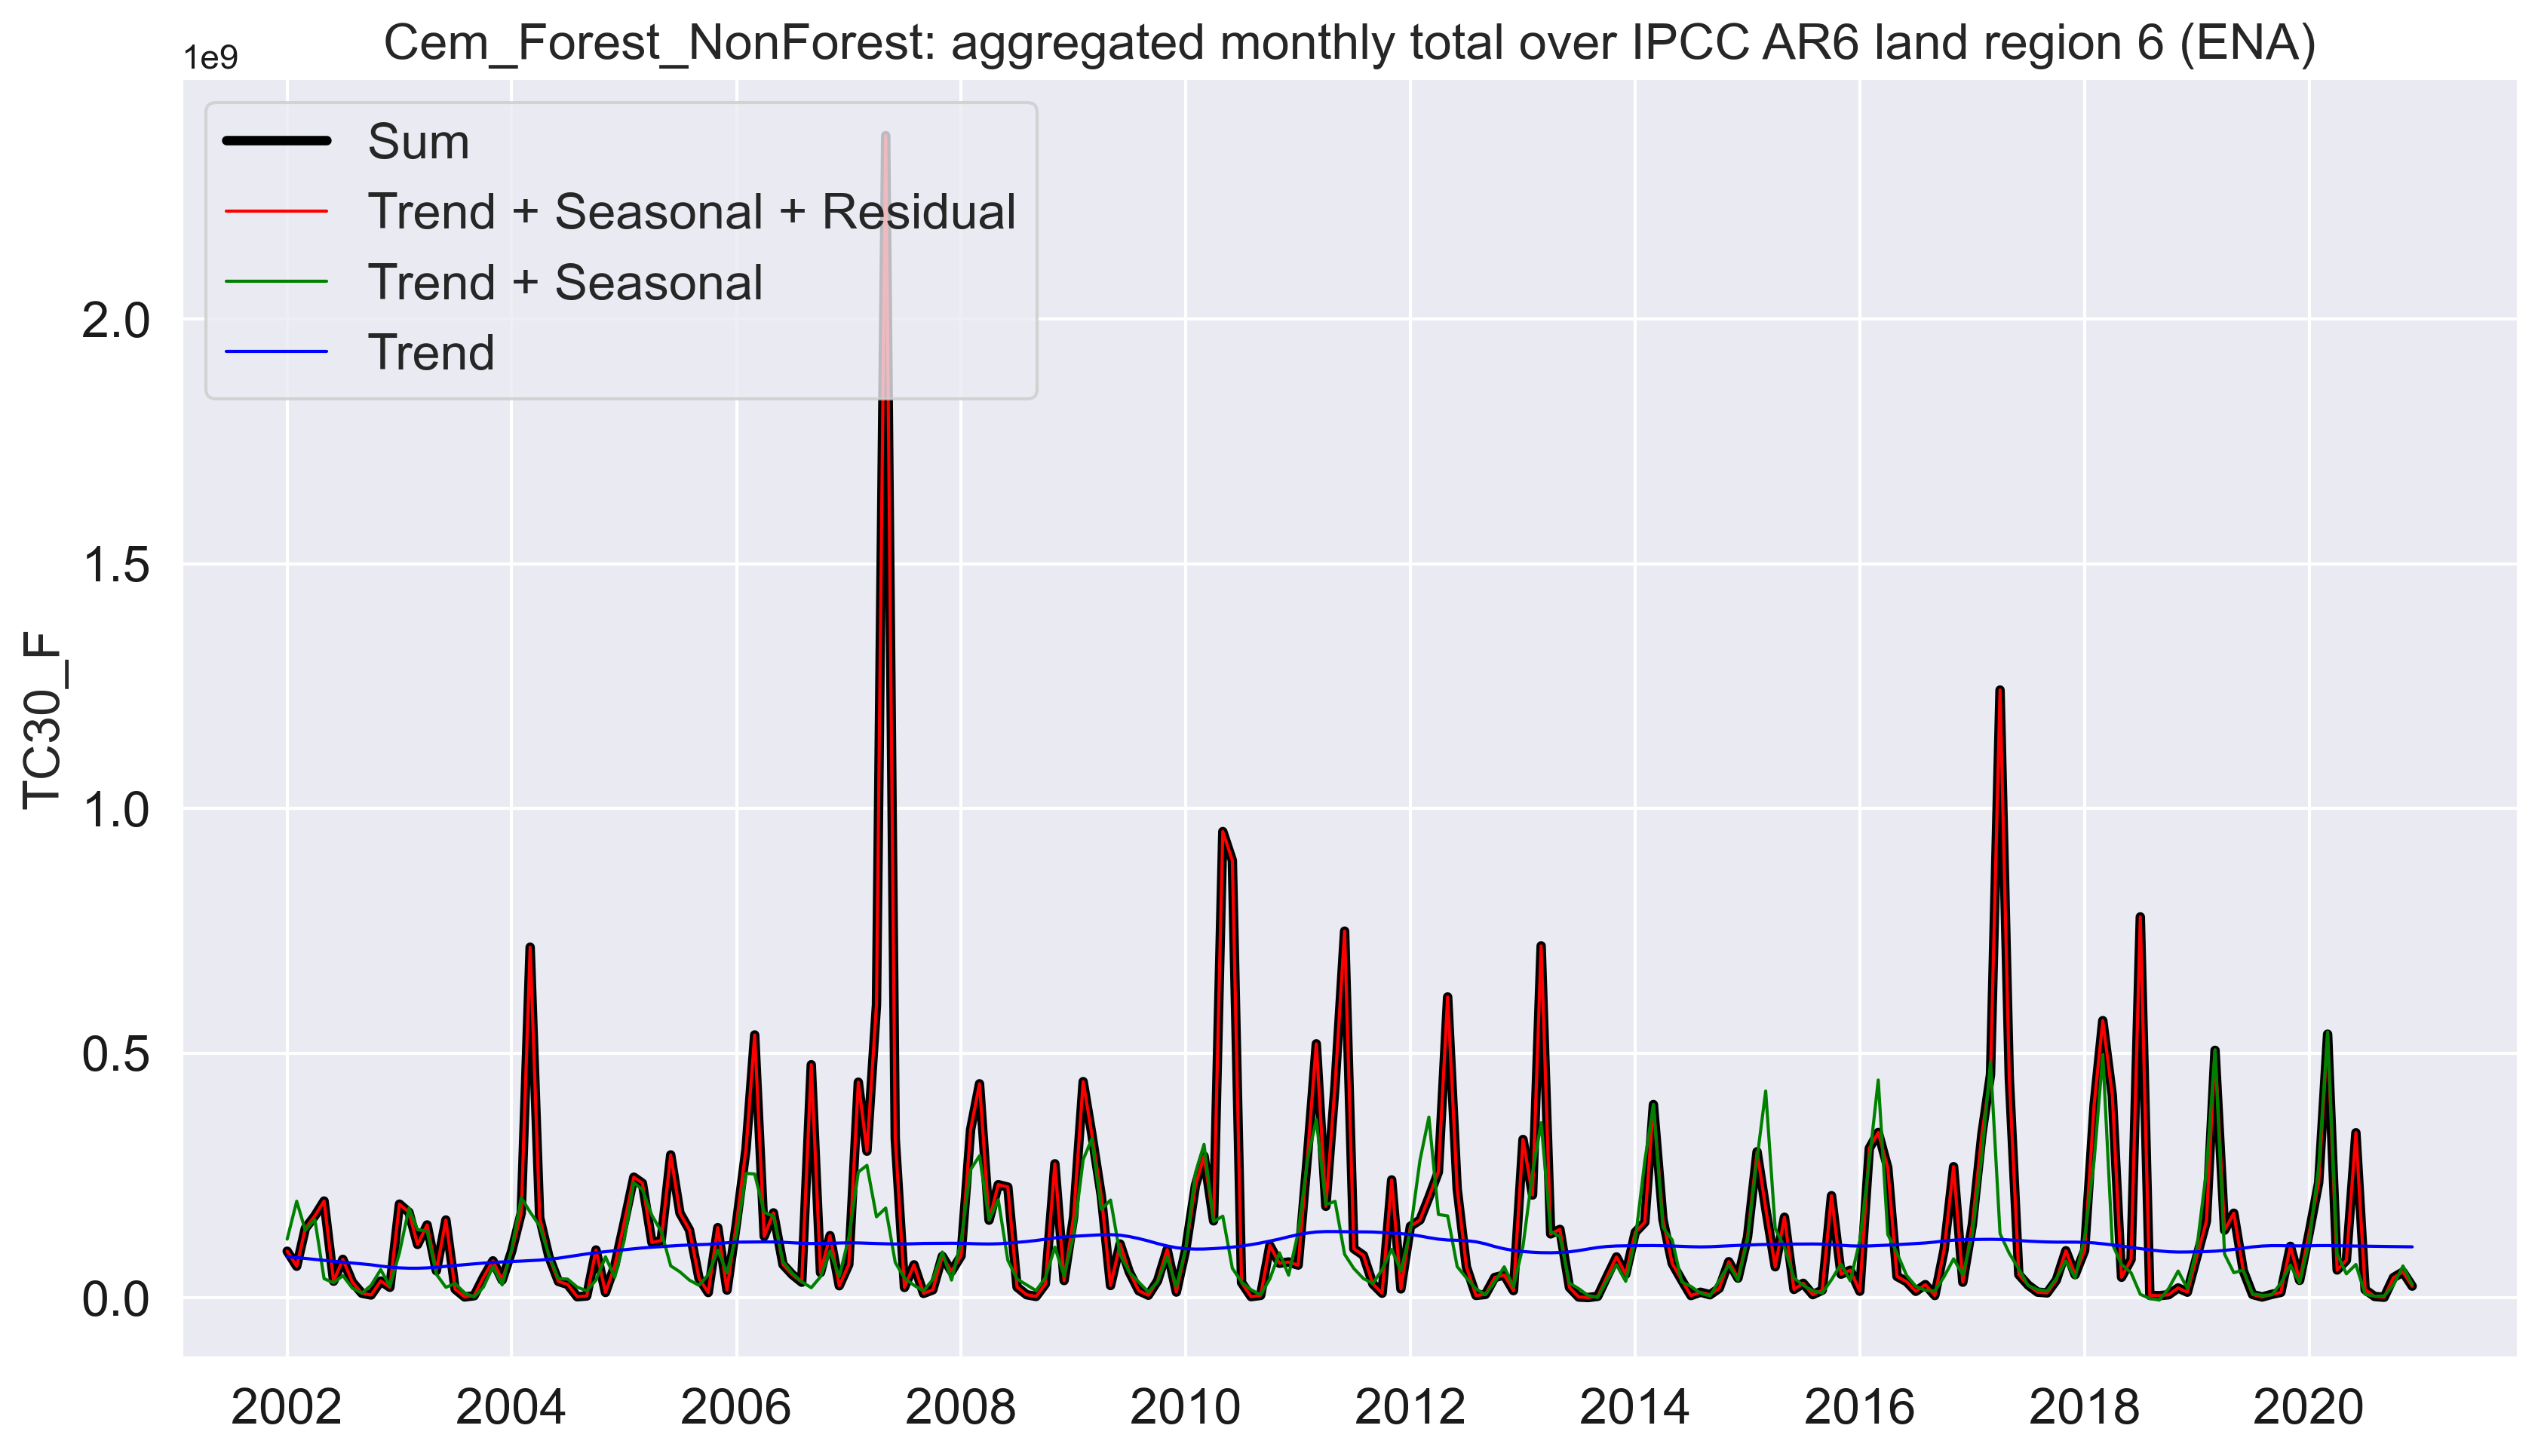 Cem_Forest_NonForest: aggregated monthly total over IPCC AR6 land region 6 (ENA)
1e9
Sum
Trend + Seasonal + Residual
Trend + Seasonal
Trend
2.0
1.5
1.0
0.5
0.0
TC30_F
2002 2004 2006 2008 2010 2012 2014 2016 2018 2020